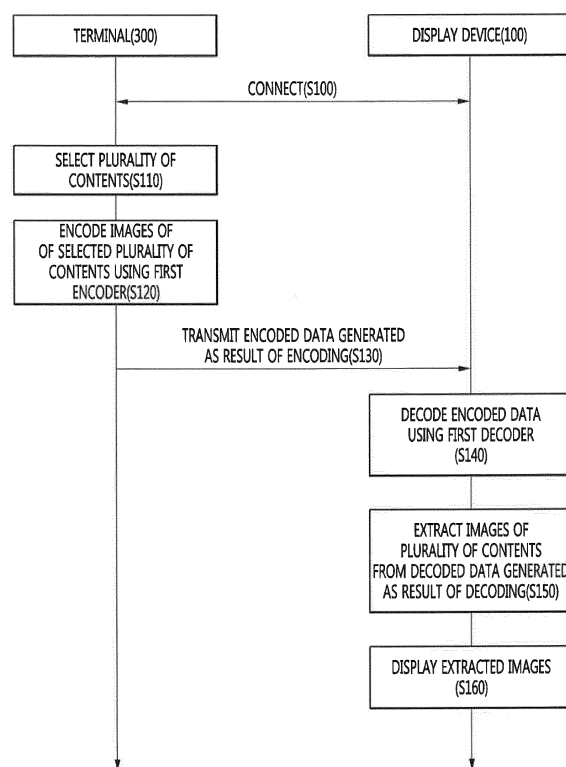 TERMINAL(300)
DISPLAY DEVICE(100)
CONNECT(S100)
SELECT PLURALITY OF
CONTENTS(S110)
ENCODE IMAGES OF
OF SELECTED PLURALITY OF
CONTENTS USING FIRST
ENCODER(S120)
TRANSMIT ENCODED DATA GENERATED
AS RESULT OF ENCODING(S130)
DECODE ENCODED DATA
USING FIRST DECODER
(S140)
EXTRACT IMAGES OF
PLURALITY OF CONTENTS
FROM DECODED DATA GENERATED
AS RESULT OF DECODING(S150)
DISPLAY EXTRACTED IMAGES
(S160)